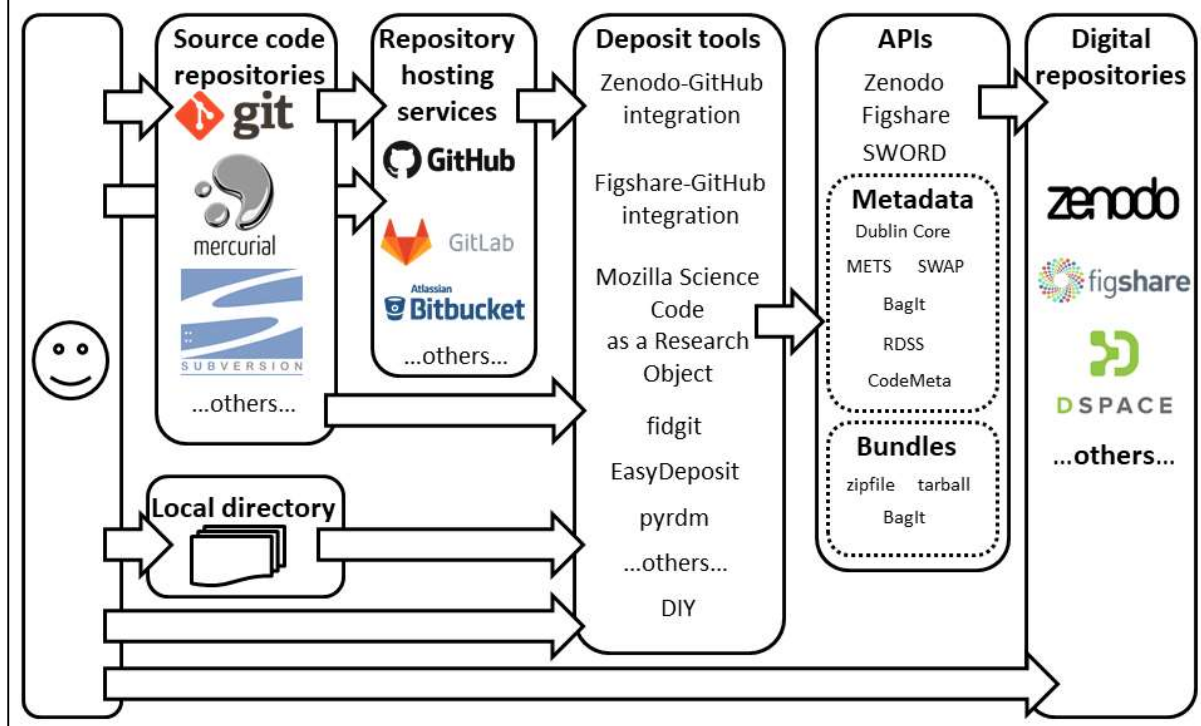 Source code
repositories
git
mercurial
SUBVERSION
...others...
Local directory
Repository
hosting
services
GitHub
GitLab
Atlassian
Bitbucket
...others...
Deposit tools
Zenodo-GitHub
integration
Figshare-GitHub
integration
Mozilla Science
Code
as a Research
Object
fidgit
EasyDeposit
pyrdm
...others...
DIY
APIs
Zenodo
Figshare
SWORD
Metadata
Dublin Core
METS SWAP
BagIt
RDSS
CodeMeta
Bundles
zipfile tarball
BagIt
Digital
repositories
zenodo
figshare
DSPACE
...others...